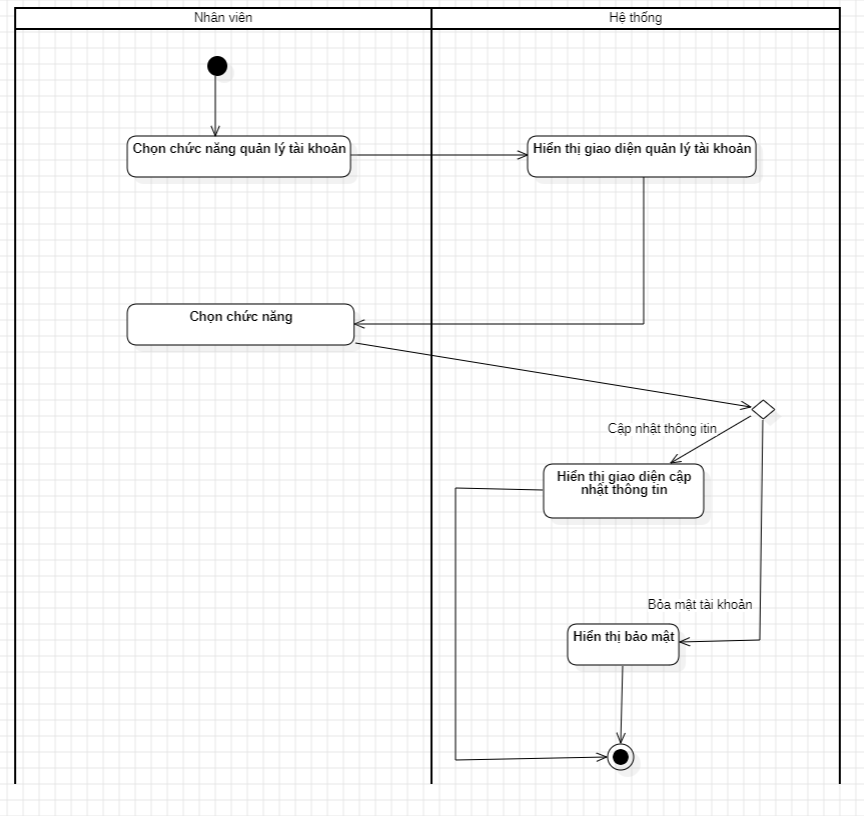 Nhân viên
Hệ thống
Chọn chức năng quản lý tài khoản
Hiển thị giao diện quản lý tài khoản
Chọn chức năng
Cập nhật thông itin
Hiển thị giao diện cập
nhật thông tin
Bỏa mật tài khoản
Hiển thị bảo mật